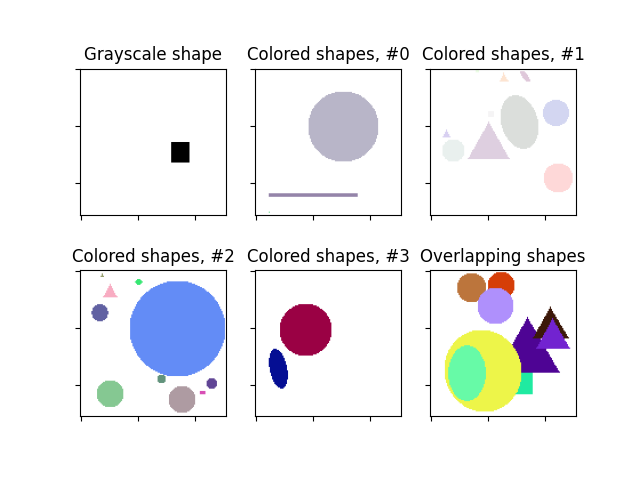 Grayscale shape
Colored shapes, #0
Colored shapes, #1
Colored shapes, #2
Colored shapes, #3
Overlapping shapes